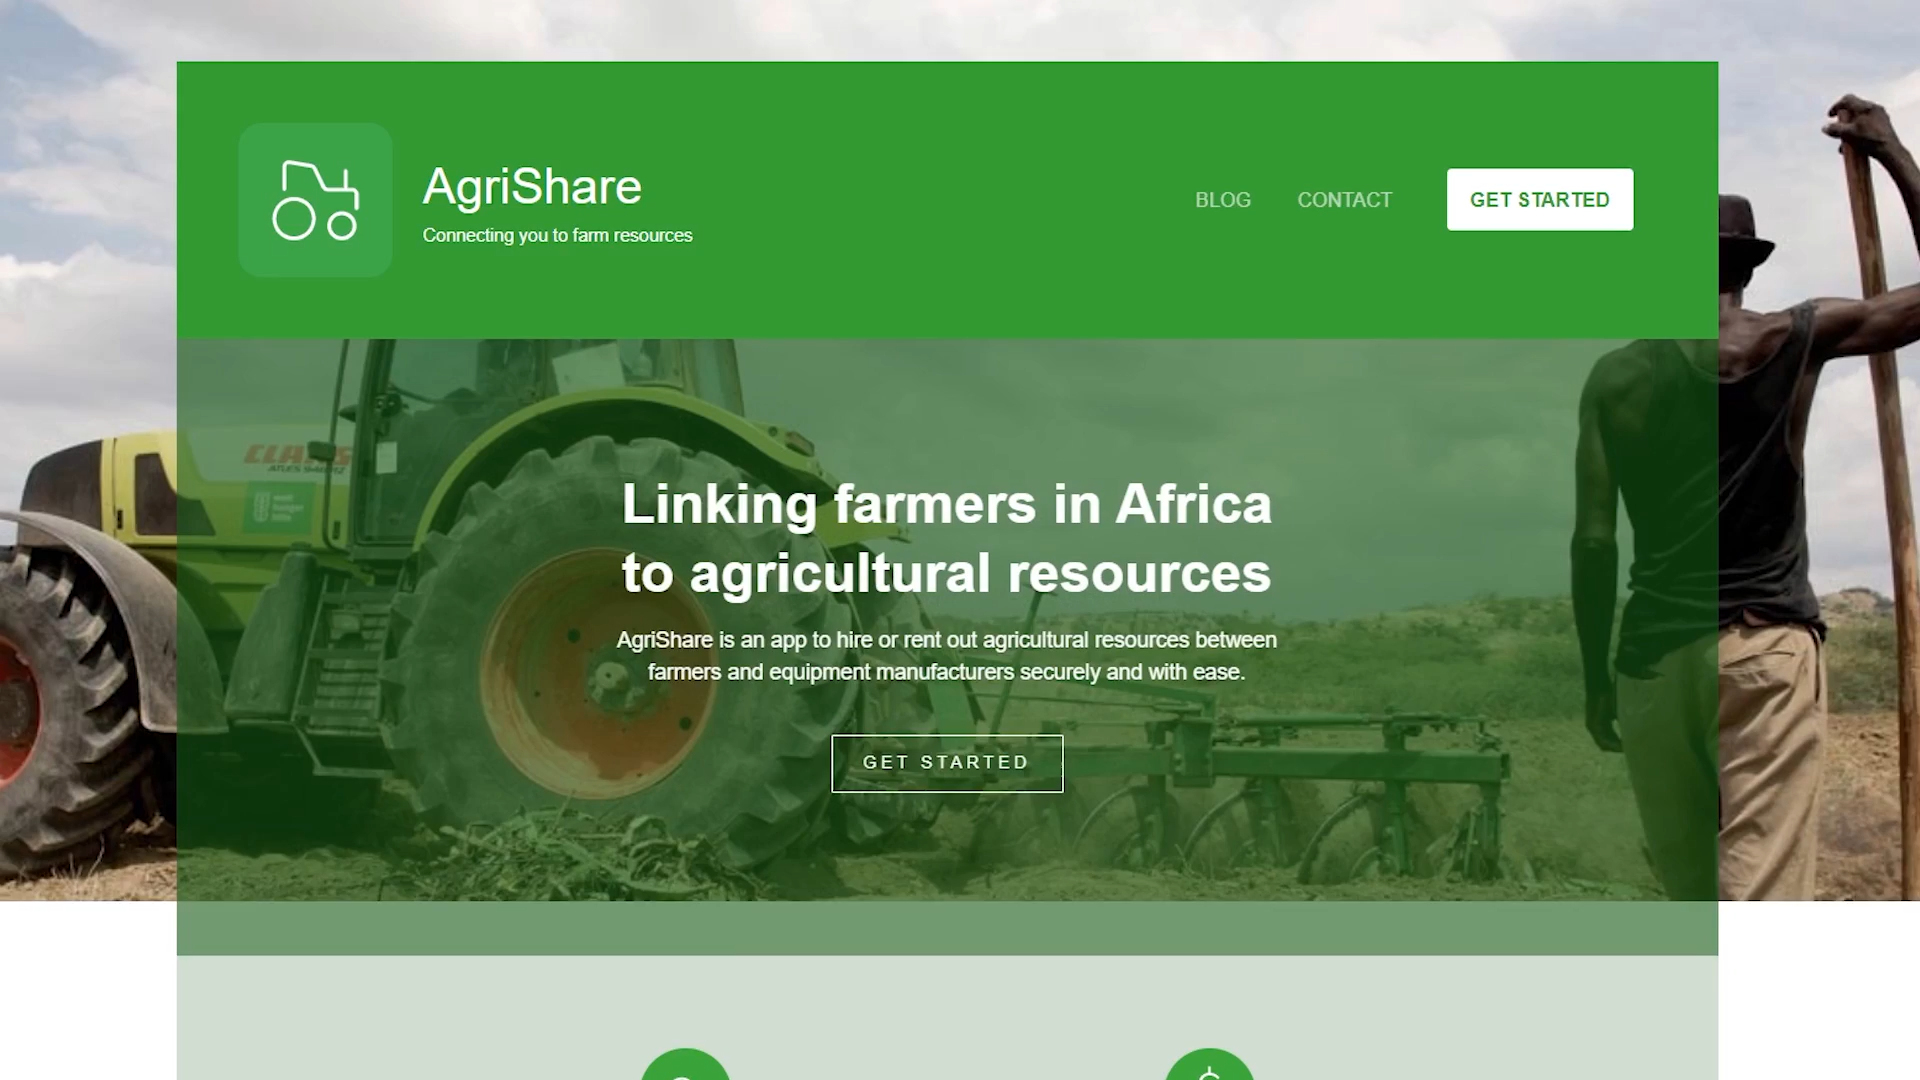 AgriShare
Connecting you to farm resources
BLOG
CONTACT
GET STARTED
CLAAS
Linking farmers in Africa
to agricultural resources
AgriShare is an app to hire or rent out agricultural resources between
farmers and equipment manufacturers securely and with ease.
GET STARTED